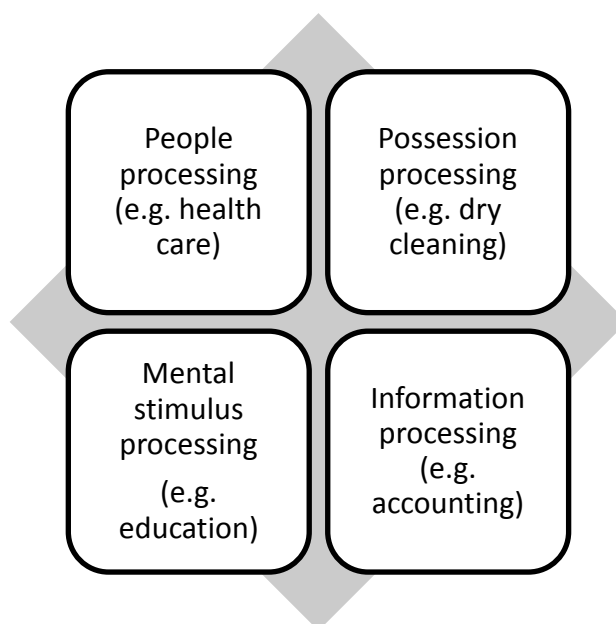 People
processing
(e.g. health
care)
Possession
processing
(e.g. dry
cleaning)
Mental
stimulus
processing
(e.g.
education)
Information
processing
(e.g.
accounting)